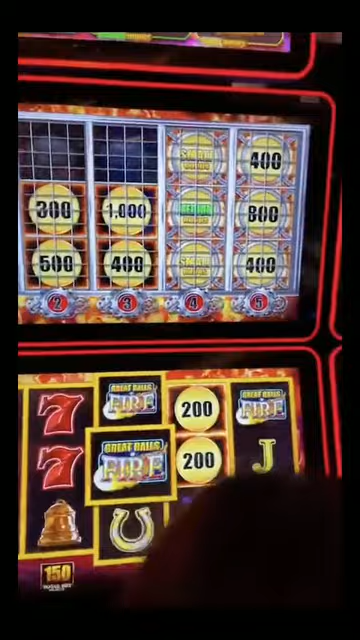 400
300
1,000
800
500
400
400
2
3
4
5
GREAT BALLS
FIRE
200
GREAT BALLS
FIRE
GREAT BALLS
FIRE
200
J
150